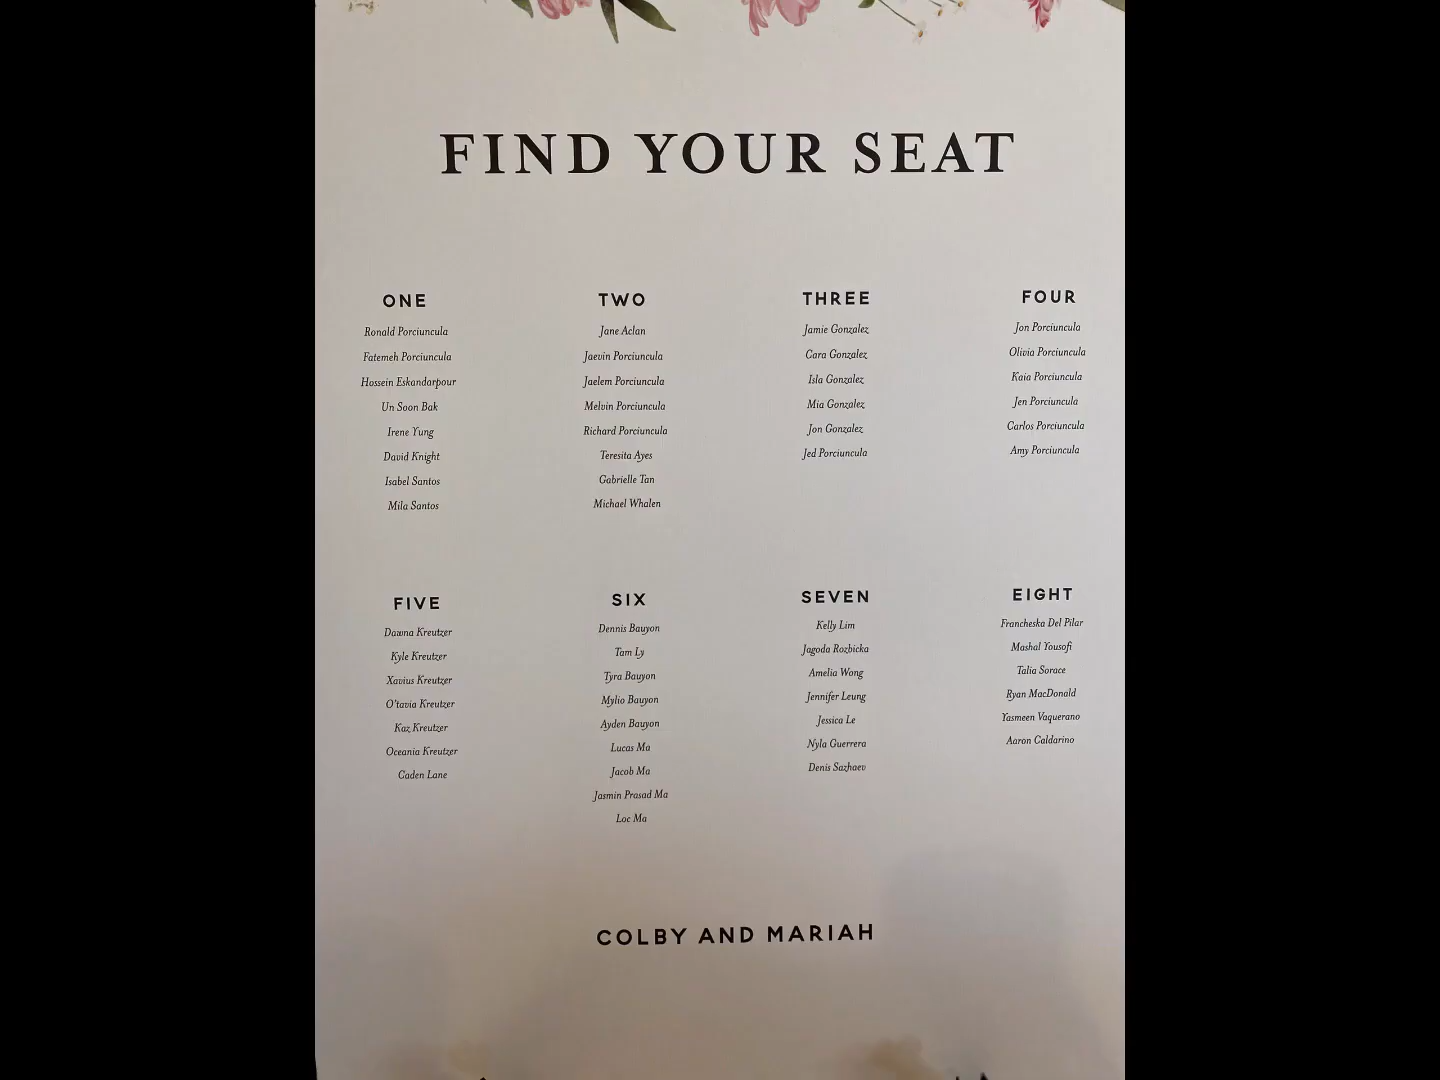 FIND YOUR SEAT
ONE
Ronald Porciuncula
Fatemeh Porciuncula
Hossein Eskandarpour
Un Soon Bak
Irene Yung
David Knight
Isabel Santos
Mila Santos
TWO
Jane Aclan
Jaevin Porciuncula
Jaelem Porciuncula
Melvin Porciuncula
Richard Porciuncula
Teresita Ayes
Gabrielle Tan
Michael Whalen
THREE
Jamie Gonzalez
Cara Gonzalez
Isla Gonzalez
Mia Gonzalez
Jon Gonzalez
Jed Porciuncula
FOUR
Jon Porciuncula
Olivia Porciuncula
Kaia Porciuncula
Jen Porciuncula
Carlos Porciuncula
Amy Porciuncula
FIVE
Dawna Kreutzer
Kyle Kreutzer
Xavius Kreutzer
O'tavia Kreutzer
Kaz Kreutzer
Oceania Kreutzer
Caden Lane
SIX
Dennis Bauyon
Tam Ly
Tyra Bauyon
Mylio Bauyon
Ayden Bauyon
Lucas Ma
Jacob Ma
Jasmin Prasad Ma
Loc Ma
SEVEN
Kelly Lim
Jagoda Rozbicka
Amelia Wong
Jennifer Leung
Jessica Le
Nyla Guerrera
Denis Sazhaev
EIGHT
Francheska Del Pilar
Mashal Yousofi
Talia Sorace
Ryan MacDonald
Yasmeen Vaquerano
Aaron Caldarino
COLBY AND MARIAH